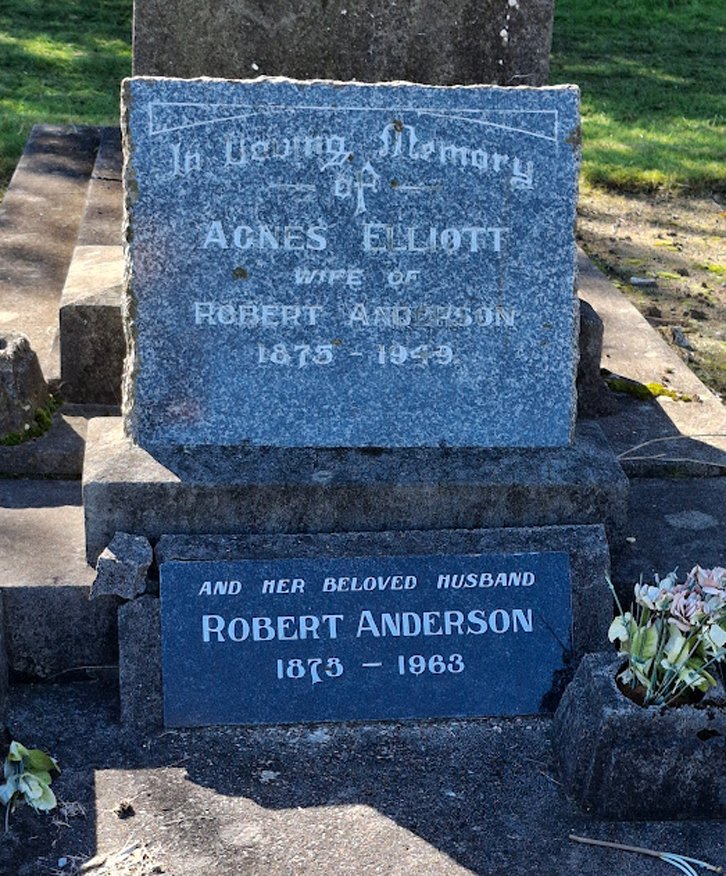 In Loving Memory
of
AGNES ELLIOTT
WIFE OF
ROBERT ANDERSON
1875 - 1949
AND HER BELOVED HUSBAND
ROBERT ANDERSON
1873 - 1963